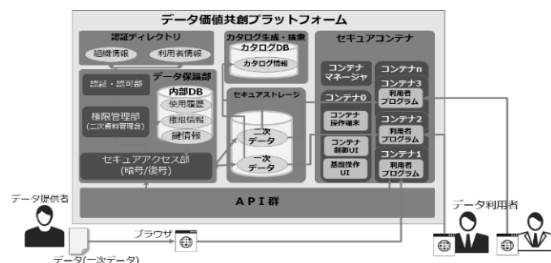 データ価値共創プラットフォーム
認証ディレクトリ
組織情報
利用者情報
カタログ生成・検索
カタログDB
カタログ情報
セキュアコンテナ
コンテナ
マネージャ
コンテナ0
コンテナ
操作端末
コンテナ
制御UI
基盤操作
UI
コンテナn
コンテナ3
利用者
プログラム
コンテナ2
利用者
プログラム
コンテナ1
利用者
プログラム
データ保護部
認証・認可部
権限管理部
内部DB
使用履歴
権限情報
鍵情報
セキュアアクセス部
(暗号/復号)
セキュアストレージ
二次
データ
一次
データ
API群
データ提供者
ブラウザ
データ(一次データ)
データ利用者